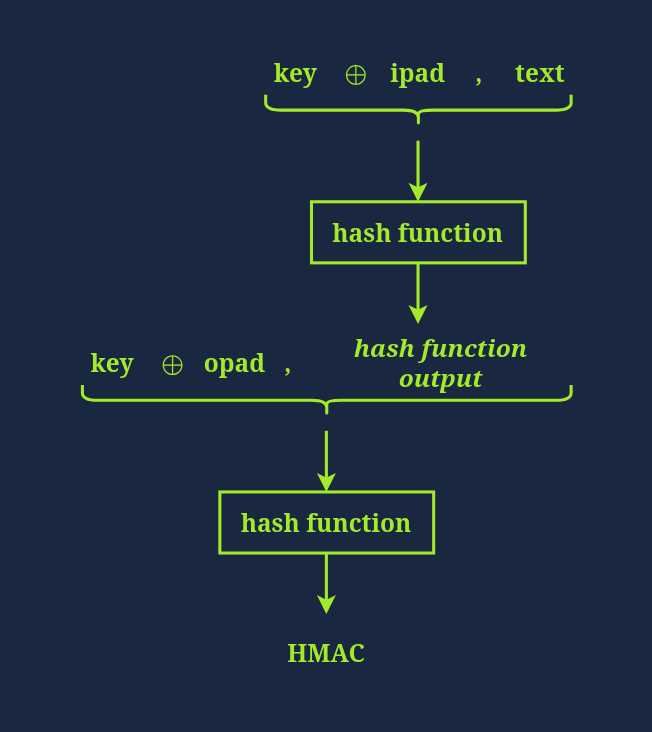 key ⊕ ipad , text
hash function
key ⊕ opad , hash function
output
hash function
HMAC